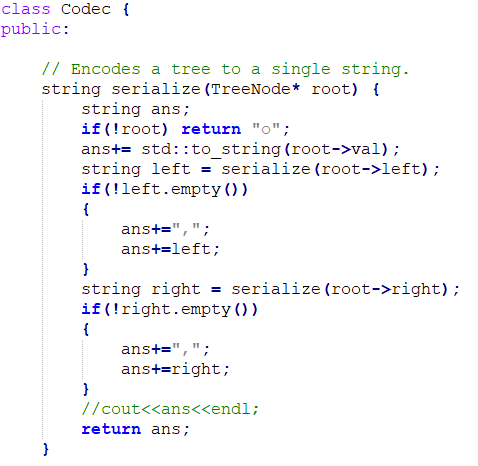 class Codec {
public:
    // Encodes a tree to a single string.
    string serialize(TreeNode* root) {
        string ans;
        if(!root) return "o";
        ans+= std::to_string(root->val);
        string left = serialize(root->left);
        if(!left.empty())
        {
            ans+=",";
            ans+=left;
        }
        string right = serialize(root->right);
        if(!right.empty())
        {
            ans+=",";
            ans+=right;
        }
        //cout<<ans<<endl;
        return ans;
    }